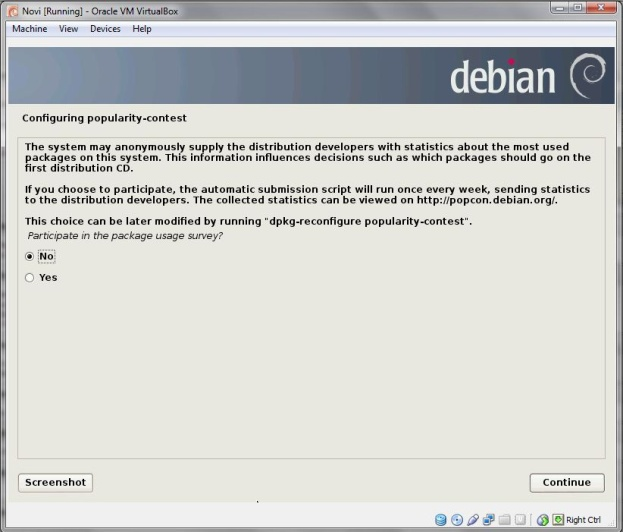 Novi [Running] - Oracle VM VirtualBox
Machine View Devices Help
debian
Configuring popularity-contest
The system may anonymously supply the distribution developers with statistics about the most used
packages on this system. This information influences decisions such as which packages should go on the
first distribution CD.
If you choose to participate, the automatic submission script will run once every week, sending statistics
to the distribution developers. The collected statistics can be viewed on http://popcon.debian.org/.
This choice can be later modified by running "dpkg-reconfigure popularity-contest".
Participate in the package usage survey?
No
Yes
Screenshot Continue
Right Ctrl